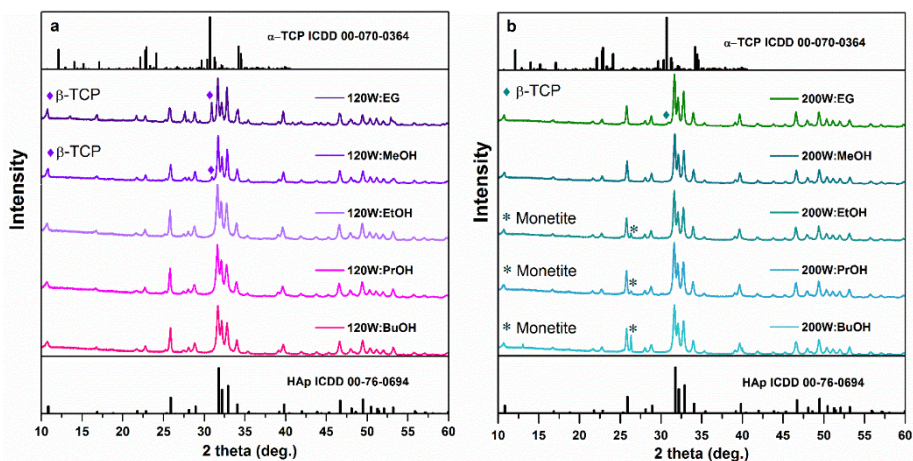 a
α-TCP ICDD 00-070-0364
♦ β-TCP
♦
120W:EG
♦ β-TCP
♦
120W:MeOH
120W:EtOH
120W:PrOH
120W:BuOH
HAp ICDD 00-76-0694
Intensity
10 15 20 25 30 35 40 45 50 55 60
2 theta (deg.)
b
α-TCP ICDD 00-070-0364
♦ β-TCP
♦
200W:EG
200W:MeOH
* Monetite
*
200W:EtOH
* Monetite
*
200W:PrOH
* Monetite
*
200W:BuOH
HAp ICDD 00-76-0694
Intensity
10 15 20 25 30 35 40 45 50 55 60
2 theta (deg.)